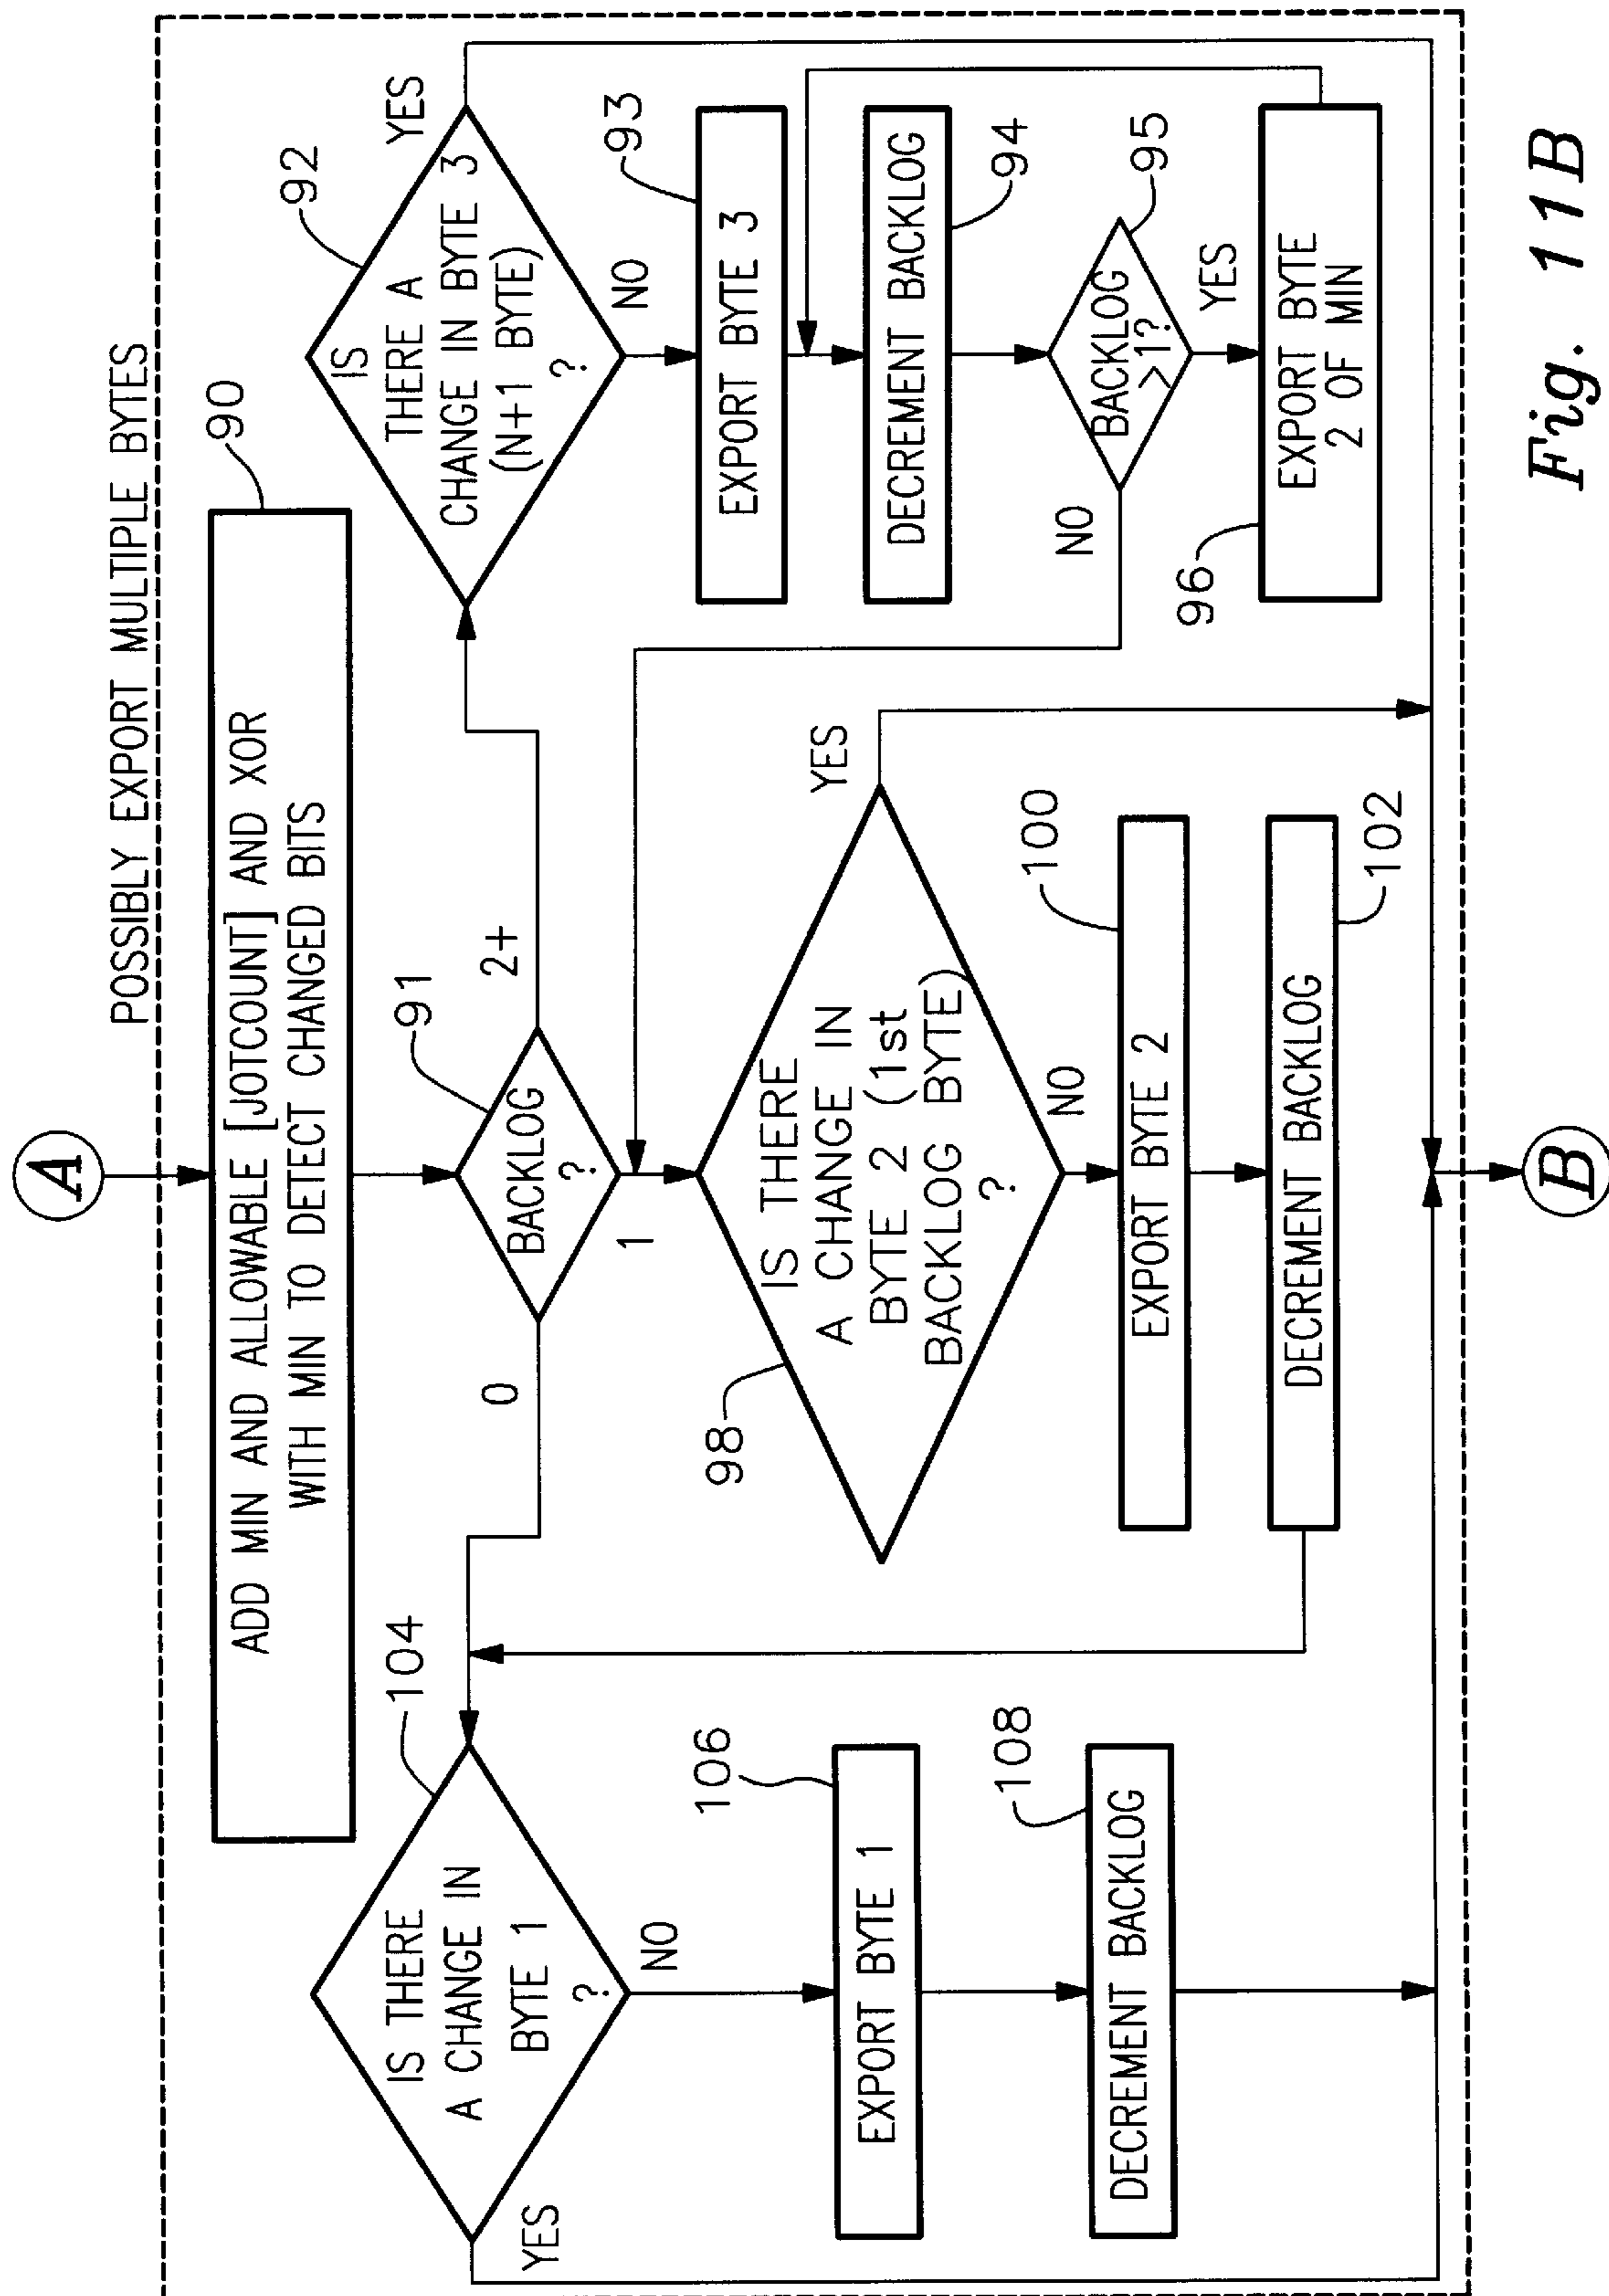 A
POSSIBLY EXPORT MULTIPLE BYTES
90
ADD MIN AND ALLOWABLE [JOTCOUNT] AND XOR
WITH MIN TO DETECT CHANGED BITS
91
BACKLOG
?
0
1
2+
92
IS
THERE A
CHANGE IN BYTE 3
(N+1 BYTE)
?
YES
NO
93
EXPORT BYTE 3
DECREMENT BACKLOG
94
95
BACKLOG
>1?
NO
YES
96
EXPORT BYTE
2 OF MIN
98
IS THERE
A CHANGE IN
BYTE 2 (1st
BACKLOG BYTE)
?
YES
NO
100
EXPORT BYTE 2
DECREMENT BACKLOG
102
104
IS THERE
A CHANGE IN
BYTE 1
?
YES
NO
106
EXPORT BYTE 1
108
DECREMENT BACKLOG
B
Fig. 11B